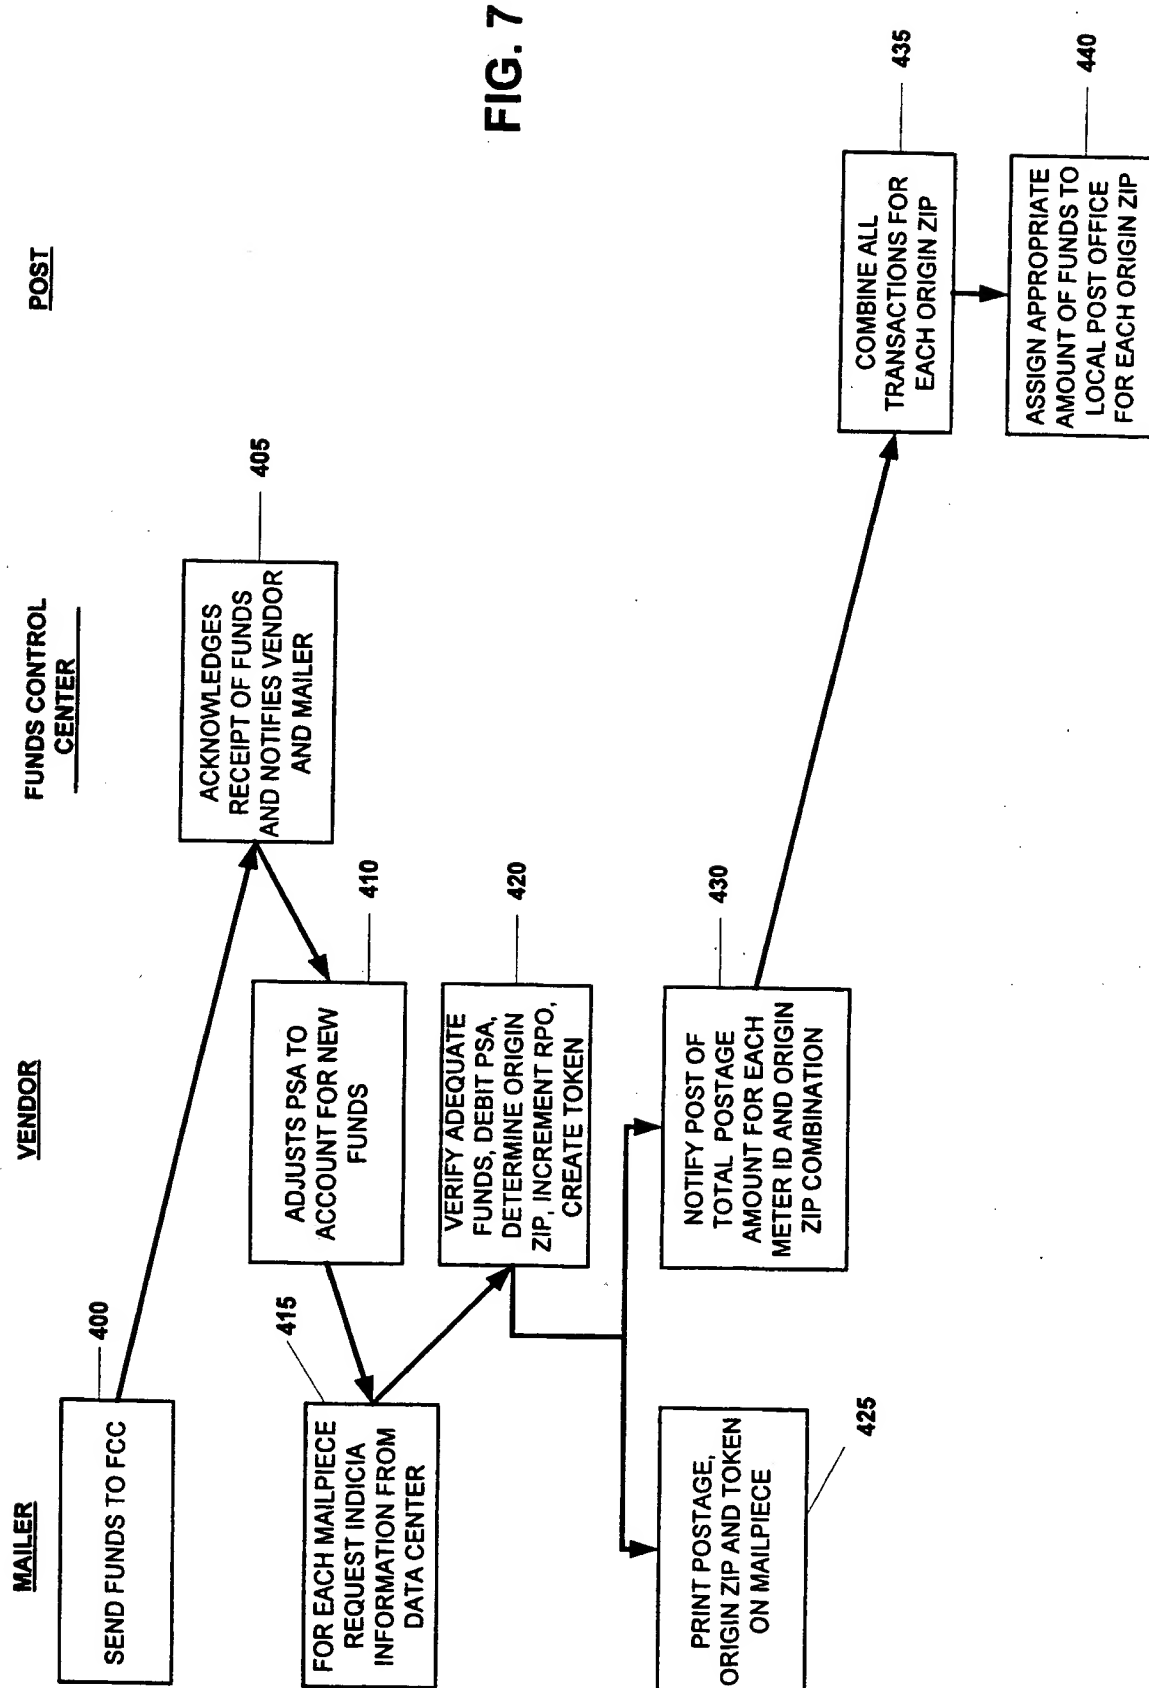 MAILER
VENDOR
FUNDS CONTROL
CENTER
POST
400
SEND FUNDS TO FCC
405
ACKNOWLEDGES
RECEIPT OF FUNDS
AND NOTIFIES VENDOR
AND MAILER
410
ADJUSTS PSA TO
ACCOUNT FOR NEW
FUNDS
415
FOR EACH MAILPIECE
REQUEST INDICIA
INFORMATION FROM
DATA CENTER
420
VERIFY ADEQUATE
FUNDS, DEBIT PSA,
DETERMINE ORIGIN
ZIP, INCREMENT RPO,
CREATE TOKEN
425
PRINT POSTAGE,
ORIGIN ZIP AND TOKEN
ON MAILPIECE
430
NOTIFY POST OF
TOTAL POSTAGE
AMOUNT FOR EACH
METER ID AND ORIGIN
ZIP COMBINATION
435
COMBINE ALL
TRANSACTIONS FOR
EACH ORIGIN ZIP
440
ASSIGN APPROPRIATE
AMOUNT OF FUNDS TO
LOCAL POST OFFICE
FOR EACH ORIGIN ZIP
FIG. 7